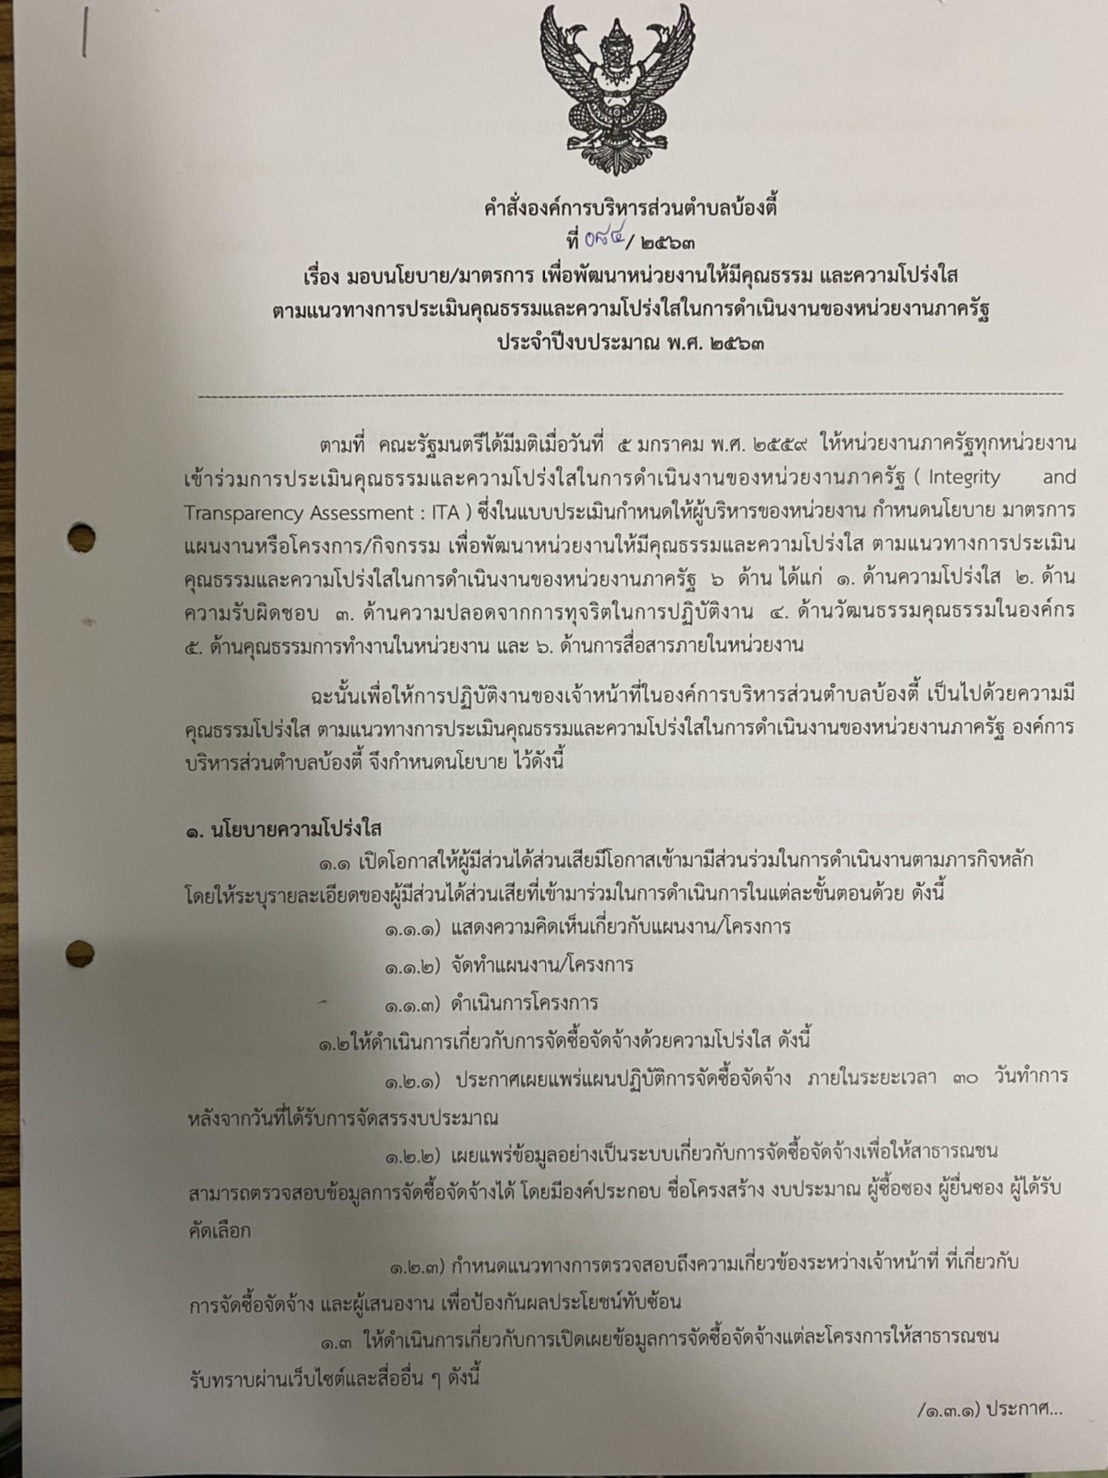 คำสั่งองค์การบริหารส่วนตำบลบ้องตี้
ที่ ๐๘๔/ ๒๕๖๓
เรื่อง มอบนโยบาย/มาตรการ เพื่อพัฒนาหน่วยงานให้มีคุณธรรม และความโปร่งใส
ตามแนวทางการประเมินคุณธรรมและความโปร่งใสในการดำเนินงานของหน่วยงานภาครัฐ
ประจำปีงบประมาณ พ.ศ. ๒๕๖๓
ตามที่ คณะรัฐมนตรีได้มีมติเมื่อวันที่ ๕ มกราคม พ.ศ. ๒๕๕๙ ให้หน่วยงานภาครัฐทุกหน่วยงาน
เข้าร่วมการประเมินคุณธรรมและความโปร่งใสในการดำเนินงานของหน่วยงานภาครัฐ ( Integrity and
Transparency Assessment : ITA ) ซึ่งในแบบประเมินกำหนดให้ผู้บริหารของหน่วยงาน กำหนดนโยบาย มาตรการ
แผนงานหรือโครงการ/กิจกรรม เพื่อพัฒนาหน่วยงานให้มีคุณธรรมและความโปร่งใส ตามแนวทางการประเมิน
คุณธรรมและความโปร่งใสในการดำเนินงานของหน่วยงานภาครัฐ ๖ ด้าน ได้แก่ ๑. ด้านความโปร่งใส ๒. ด้าน
ความรับผิดชอบ ๓. ด้านความปลอดจากการทุจริตในการปฏิบัติงาน ๔. ด้านวัฒนธรรมคุณธรรมในองค์กร
๕. ด้านคุณธรรมการทำงานในหน่วยงาน และ ๖. ด้านการสื่อสารภายในหน่วยงาน
ฉะนั้นเพื่อให้การปฏิบัติงานของเจ้าหน้าที่ในองค์การบริหารส่วนตำบลบ้องตี้ เป็นไปด้วยความมี
คุณธรรมโปร่งใส ตามแนวทางการประเมินคุณธรรมและความโปร่งใสในการดำเนินงานของหน่วยงานภาครัฐ องค์การ
บริหารส่วนตำบลบ้องตี้ จึงกำหนดนโยบาย ไว้ดังนี้
๑. นโยบายความโปร่งใส
๑.๑ เปิดโอกาสให้ผู้มีส่วนได้ส่วนเสียมีโอกาสเข้ามามีส่วนร่วมในการดำเนินงานตามภารกิจหลัก
โดยให้ระบุรายละเอียดของผู้มีส่วนได้ส่วนเสียที่เข้ามาร่วมในการดำเนินการในแต่ละขั้นตอนด้วย ดังนี้
๑.๑.๑) แสดงความคิดเห็นเกี่ยวกับแผนงาน/โครงการ
๑.๑.๒) จัดทำแผนงาน/โครงการ
๑.๑.๓) ดำเนินการโครงการ
๑.๒ให้ดำเนินการเกี่ยวกับการจัดซื้อจัดจ้างด้วยความโปร่งใส ดังนี้
๑.๒.๑) ประกาศเผยแพร่แผนปฏิบัติการจัดซื้อจัดจ้าง ภายในระยะเวลา ๓๐ วันทำการ
หลังจากวันที่ได้รับการจัดสรรงบประมาณ
๑.๒.๒) เผยแพร่ข้อมูลอย่างเป็นระบบเกี่ยวกับการจัดซื้อจัดจ้างเพื่อให้สาธารณชน
สามารถตรวจสอบข้อมูลการจัดซื้อจัดจ้างได้ โดยมีองค์ประกอบ ชื่อโครงสร้าง งบประมาณ ผู้ซื้อซอง ผู้ยื่นซอง ผู้ได้รับ
คัดเลือก
๑.๒.๓) กำหนดแนวทางการตรวจสอบถึงความเกี่ยวข้องระหว่างเจ้าหน้าที่ ที่เกี่ยวกับ
การจัดซื้อจัดจ้าง และผู้เสนองาน เพื่อป้องกันผลประโยชน์ทับซ้อน
๑.๓ ให้ดำเนินการเกี่ยวกับการเปิดเผยข้อมูลการจัดซื้อจัดจ้างแต่ละโครงการให้สาธารณชน
รับทราบผ่านเว็บไซต์และสื่ออื่น ๆ ดังนี้
/๑.๓.๑) ประกาศ...